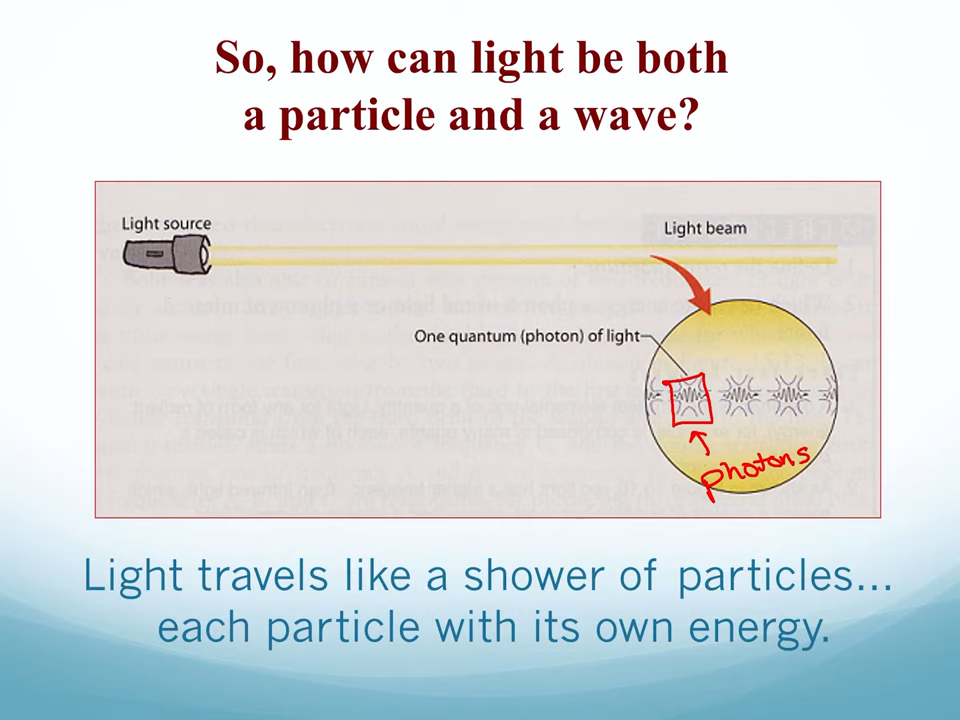 So, how can light be both
a particle and a wave?
Light source
Light beam
One quantum (photon) of light
photons
Light travels like a shower of particles...
each particle with its own energy.